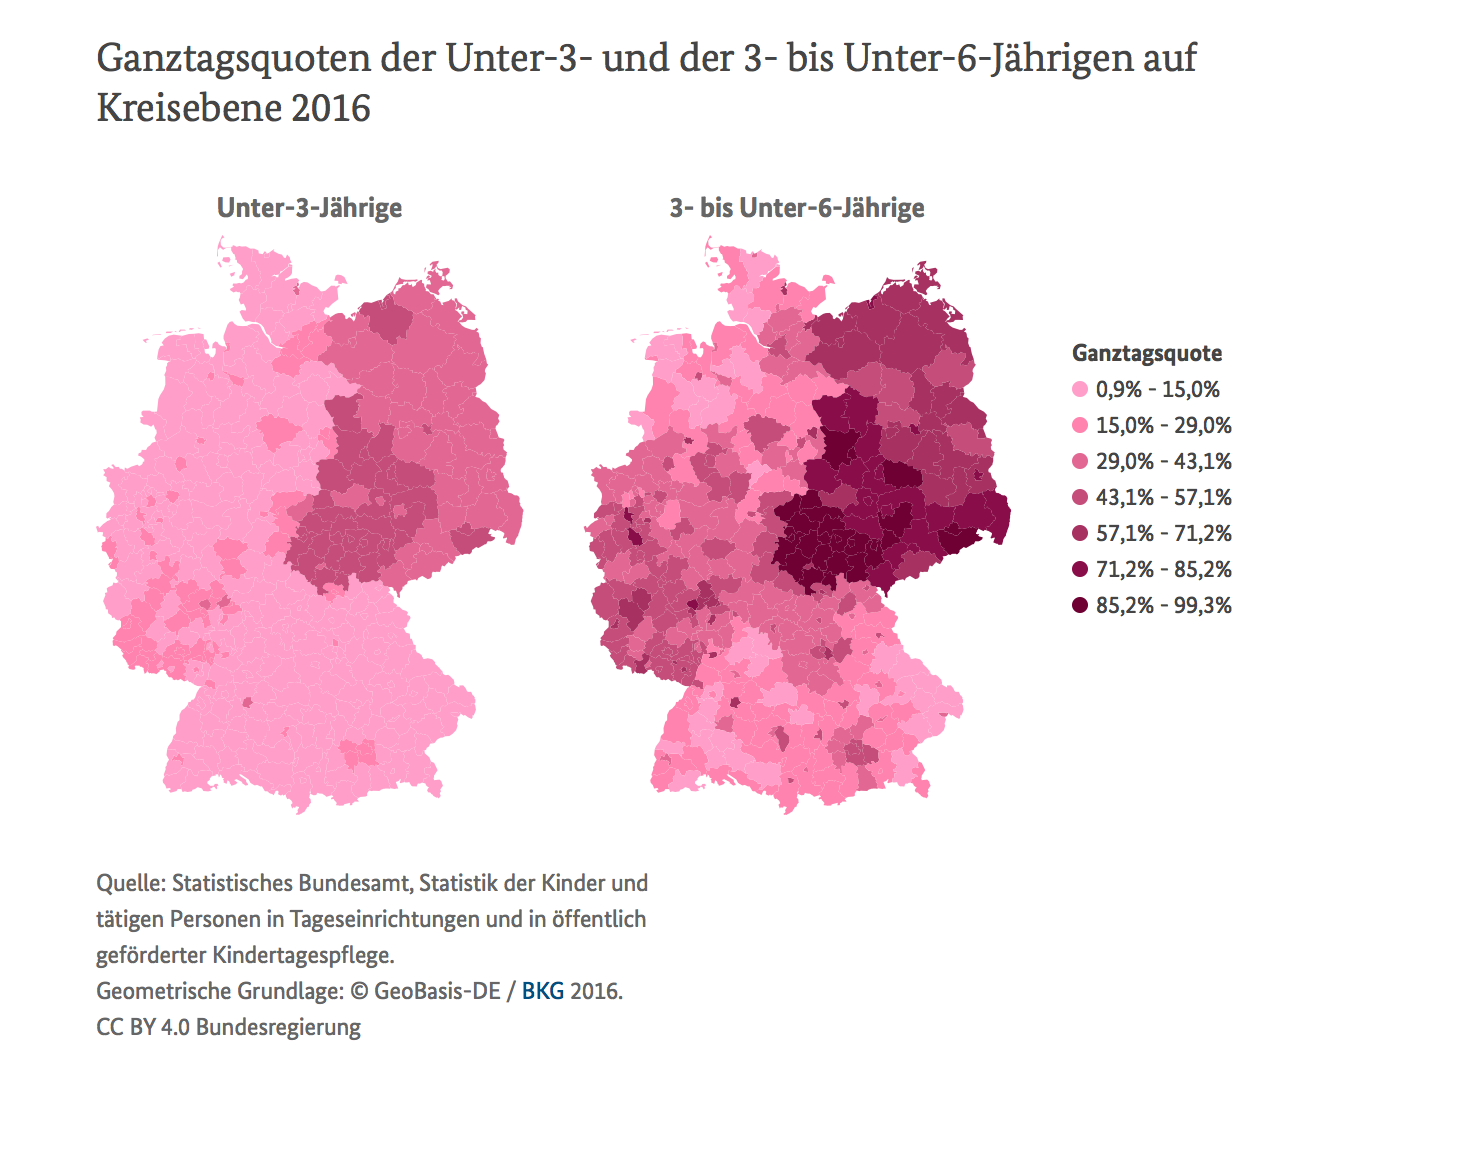 Ganztagsquoten der Unter-3- und der 3- bis Unter-6-Jährigen auf
Kreisebene 2016
Unter-3-Jährige
3- bis Unter-6-Jährige
Ganztagsquote
0,9% - 15,0%
15,0% - 29,0%
29,0% - 43,1%
43,1% - 57,1%
57,1% - 71,2%
71,2% - 85,2%
85,2% - 99,3%
Quelle: Statistisches Bundesamt, Statistik der Kinder und
tätigen Personen in Tageseinrichtungen und in öffentlich
geförderter Kindertagespflege.
Geometrische Grundlage: © GeoBasis-DE / BKG 2016.
CC BY 4.0 Bundesregierung